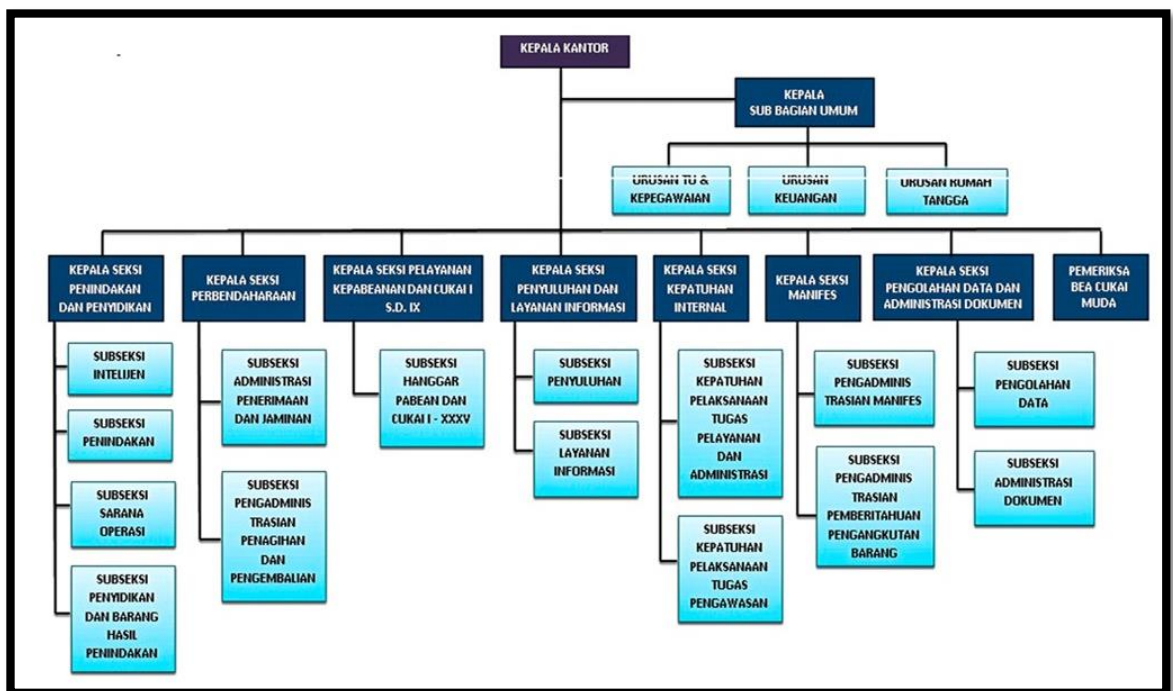 KEPALA KANTOR
KEPALA
SUB BAGIAN UMUM
URUSAN TU &
KEPEGAWAIAN
URUSAN
KEUANGAN
URUSAN RUMAH
TANGGA
KEPALA SEKSI
PENINDAKAN
DAN PENYIDIKAN
KEPALA SEKSI
PERBENDAHARAAN
KEPALA SEKSI PELAYANAN
KEPABEANAN DAN CUKAI I
S.D. IX
KEPALA SEKSI
PENYULUHAN DAN
LAYANAN INFORMASI
KEPALA SEKSI
KEPATUHAN
INTERNAL
KEPALA SEKSI
MANIFES
KEPALA SEKSI
PENGOLAHAN DATA DAN
ADMINISTRASI DOKUMEN
PEMERIKSA
BEA CUKAI
MUDA
SUBSEKSI
INTELIJEN
SUBSEKSI
PENINDAKAN
SUBSEKSI
SARANA
OPERASI
SUBSEKSI
PENYIDIKAN
DAN BARANG
HASIL
PENINDAKAN
SUBSEKSI
ADMINISTRASI
PENERIMAAN
DAN JAMINAN
SUBSEKSI
PENGADMINIS
TRASIAN
PENAGIHAN
DAN
PENGEMBALIAN
SUBSEKSI
HANGGAR
PABEAN DAN
CUKAI I - XXXV
SUBSEKSI
PENYULUHAN
SUBSEKSI
LAYANAN
INFORMASI
SUBSEKSI
KEPATUHAN
PELAKSANAAN
TUGAS
PELAYANAN
DAN
ADMINISTRASI
SUBSEKSI
KEPATUHAN
PELAKSANAAN
TUGAS
PENGAWASAN
SUBSEKSI
PENGADMINIS
TRASIAN MANIFES
SUBSEKSI
PENGADMINIS
TRASIAN
PEMBERITAHUAN
PENGANGKUTAN
BARANG
SUBSEKSI
PENGOLAHAN
DATA
SUBSEKSI
ADMINISTRASI
DOKUMEN